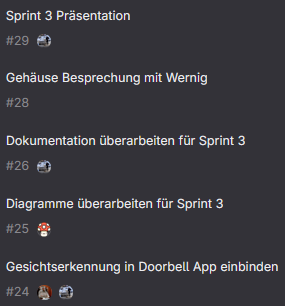 Sprint 3 Präsentation
#29
Gehäuse Besprechung mit Wernig
#28
Dokumentation überarbeiten für Sprint 3
#26
Diagramme überarbeiten für Sprint 3
#25
Gesichtserkennung in Doorbell App einbinden
#24